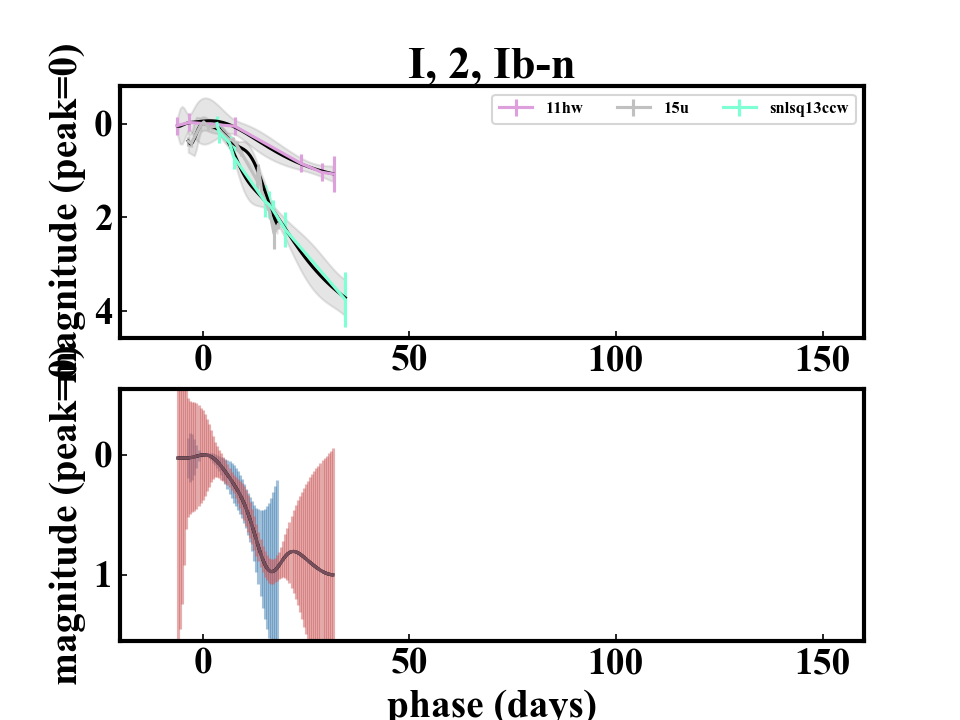 I, 2, Ib-n
magnitude (peak=0)
11hw 15u snlsq13ccw
0
2
4
0 50 100 150
magnitude (peak=0)
0
1
0 50 100 150
phase (days)